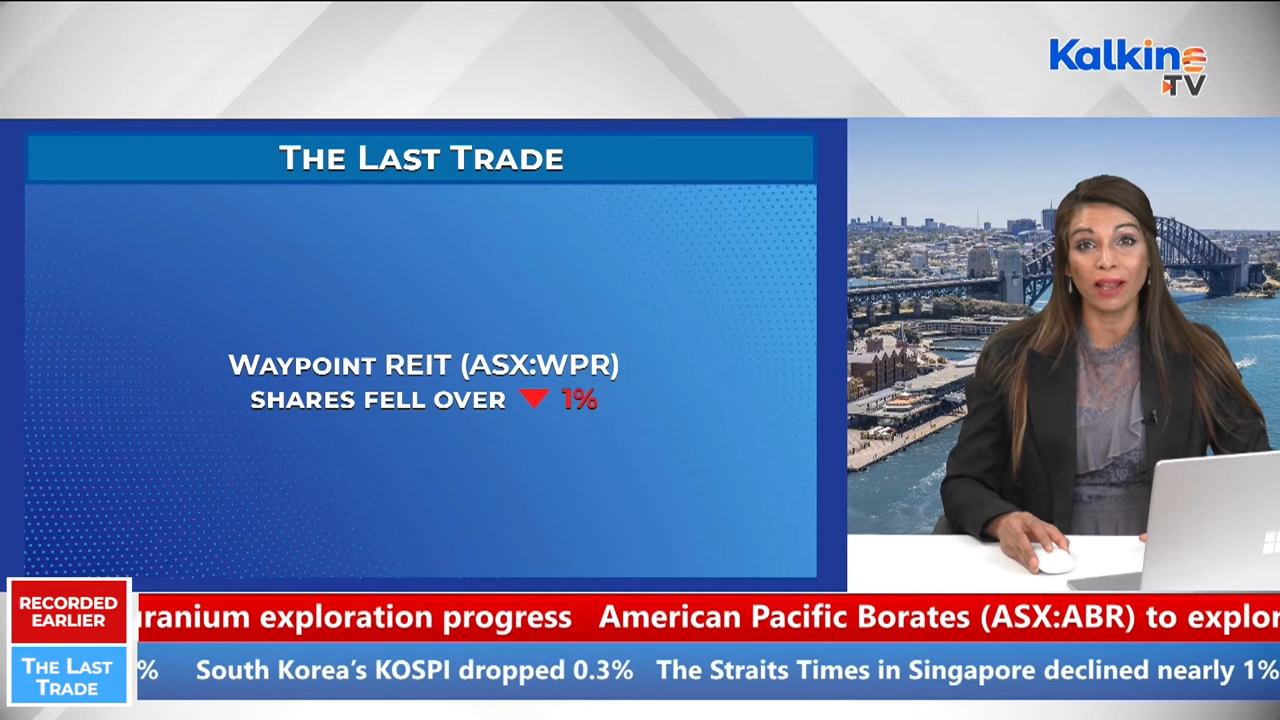 Kalkine
TV
THE LAST TRADE
WAYPOINT REIT (ASX:WPR)
SHARES FELL OVER ▼ 1%
RECORDED
EARLIER
uranium exploration progress American Pacific Borates (ASX:ABR) to explor
THE LAST
TRADE
% South Korea's KOSPI dropped 0.3% The Straits Times in Singapore declined nearly 1%